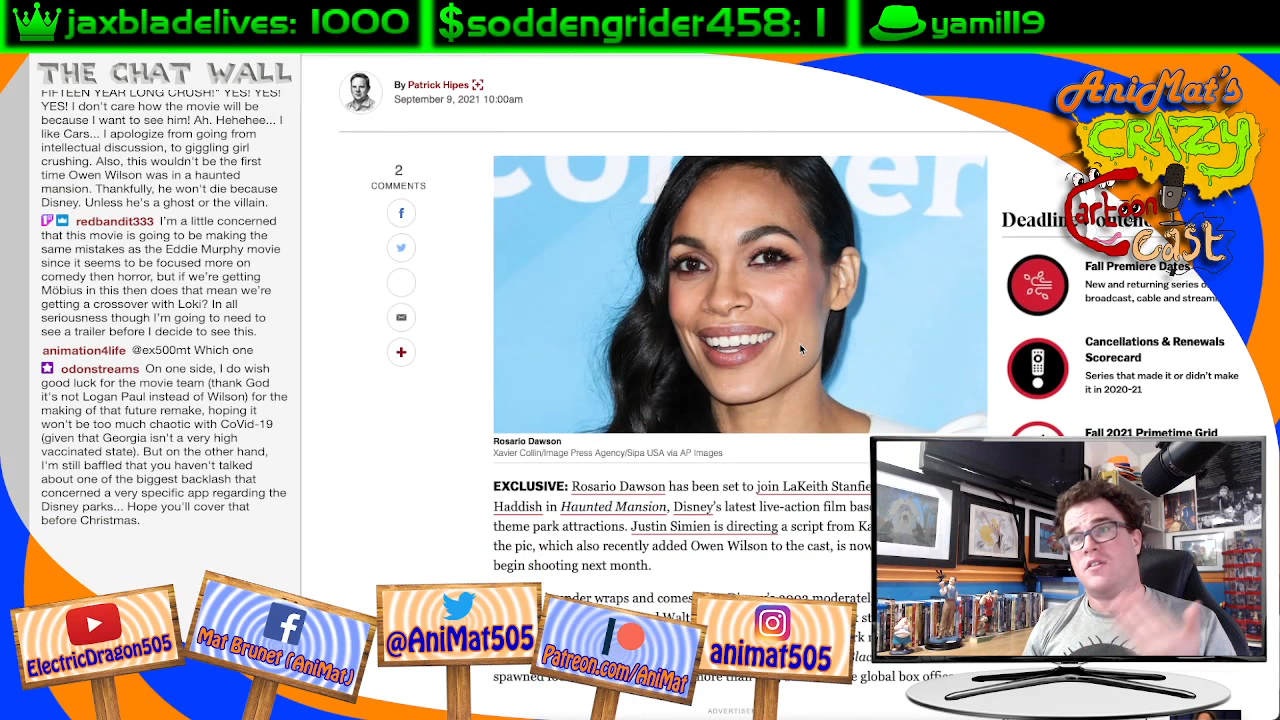 jaxbladelives: 1000
$soddengrider458: 1
yamill9
THE CHAT WALL
FIFTEEN YEAR LONG CRUSH!" YES! YES!
YES! I don't care how the movie will be
because I want to see him! Ah. Hehehee... I
like Cars... I apologize from going from
intellectual discussion, to giggling girl
crushing. Also, this wouldn't be the first
time Owen Wilson was in a haunted
mansion. Thankfully, he won't die because
Disney. Unless he's a ghost or the villain.
redbandit333 I'm a little concerned
that this movie is going to be making the
same mistakes as the Eddie Murphy movie
since it seems to be focused more on
comedy then horror, but if we're getting
Möbius in this then does that mean we're
getting a crossover with Loki? In all
seriousness though I'm going to need to
see a trailer before I decide to see this.
animation4life @ex500mt Which one
odonstreams On one side, I do wish
good luck for the movie team (thank God
it's not Logan Paul instead of Wilson) for the
making of that future remake, hoping it
won't be too much chaotic with CoVid-19
(given that Georgia isn't a very high
vaccinated state). But on the other hand,
I'm still baffled that you haven't talked
about one of the biggest backlash that
concerned a very specific app regarding the
Disney parks... Hope you'll cover that
before Christmas.
By Patrick Hipes
September 9, 2021 10:00am
2
COMMENTS
Rosario Dawson
Xavier Collin/Image Press Agency/Sipa USA via AP Images
EXCLUSIVE: Rosario Dawson has been set to join LaKeith Stanfie
Haddish in Haunted Mansion, Disney's latest live-action film bas
theme park attractions. Justin Simien is directing a script from Ka
the pic, which also recently added Owen Wilson to the cast, is now
begin shooting next month.
nder wraps and comes
moderately
global box offic
ADVERTISE
AniMat's
CRAZY
Cartoon
Cast
Deadline
Fall Premiere Dates
New and returning series o
broadcast, cable and stream
Cancellations & Renewals
Scorecard
Series that made it or didn't make
it in 2020-21
Fall 2021 Primetime Grid
ElectricDragon505
Mat Brunet (AniMat)
@AniMat505
Patreon.com/AniMat
animat505